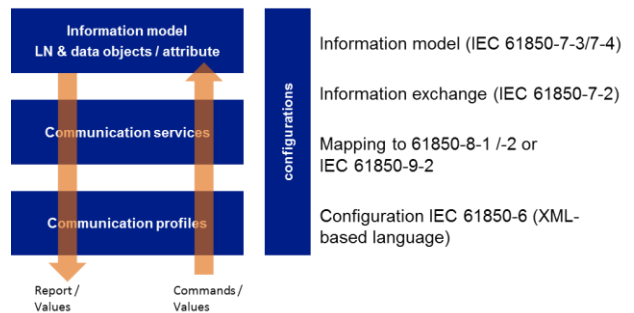 Information model
LN & data objects / attribute
Communication services
Communication profiles
Report /
Values
Commands /
Values
configurations
Information model (IEC 61850-7-3/7-4)
Information exchange (IEC 61850-7-2)
Mapping to 61850-8-1 /-2 or
IEC 61850-9-2
Configuration IEC 61850-6 (XML-
based language)